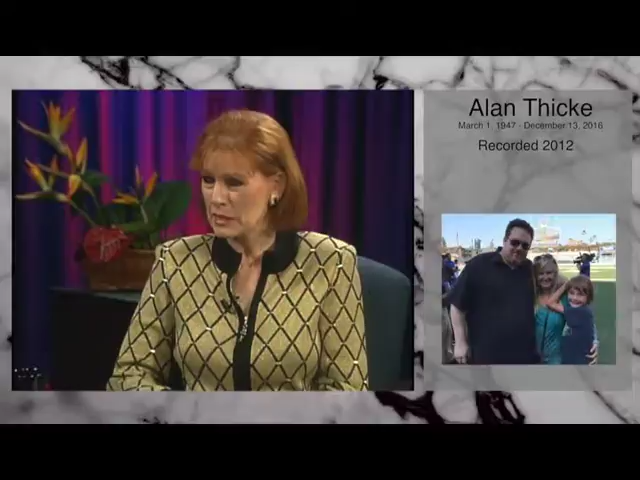 Alan Thicke
March 1, 1947 - December 13, 2016
Recorded 2012